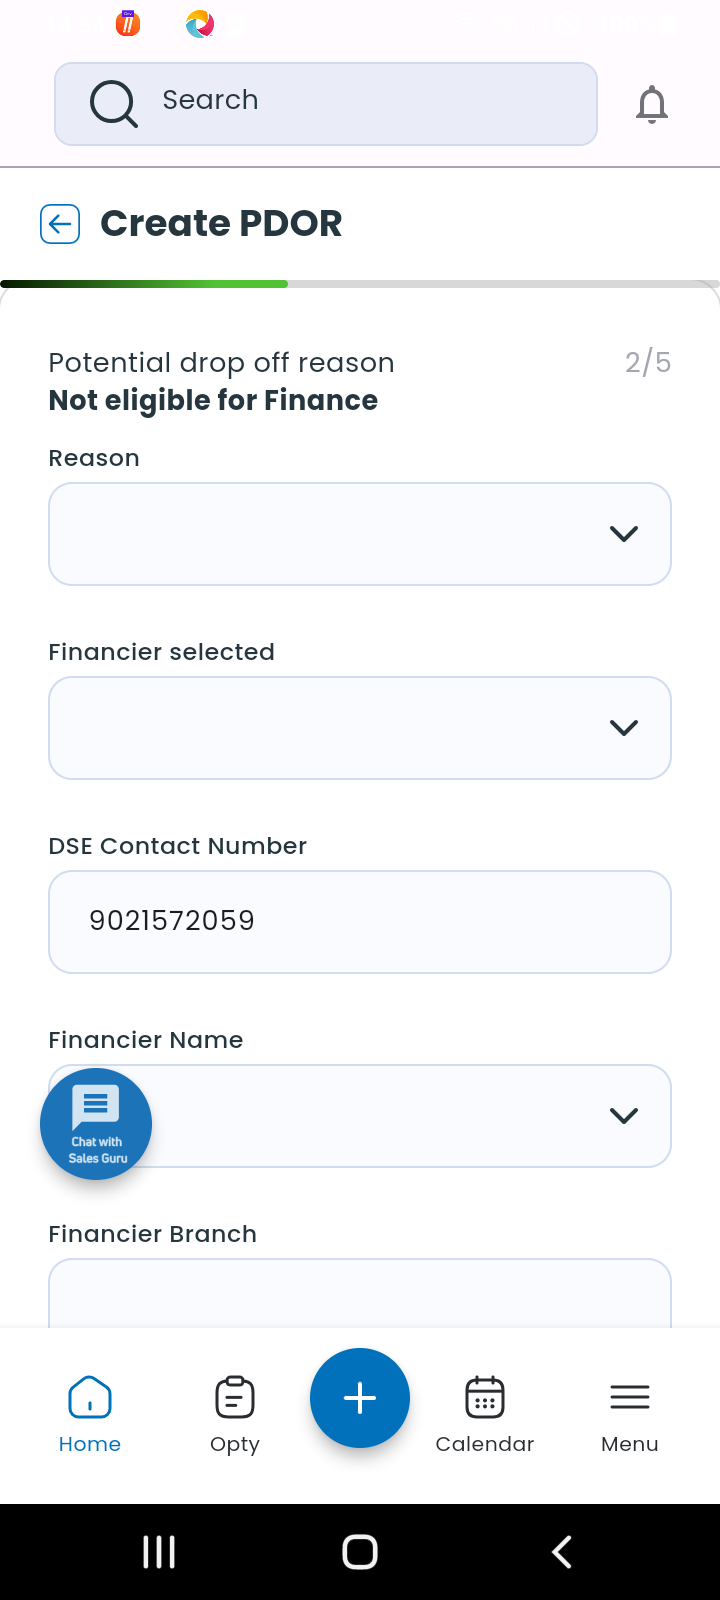 Search
Create PDOR
Potential drop off reason
2/5
Not eligible for Finance
Reason
Financier selected
DSE Contact Number
9021572059
Financier Name
Chat with
Sales Guru
Financier Branch
Home
Opty
Calendar
Menu